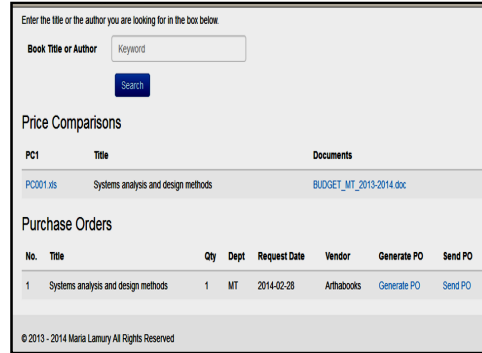 Enter the title or the author you are looking for in the box below.
Book Title or Author Keyword
Search
Price Comparisons
PC1 Title Documents
PC001.xls Systems analysis and design methods BUDGET_MT_2013-2014.doc
Purchase Orders
No. Title Qty Dept Request Date Vendor Generate PO Send PO
1 Systems analysis and design methods 1 MT 2014-02-28 Arthabooks Generate PO Send PO
© 2013 - 2014 Maria Lamury All Rights Reserved